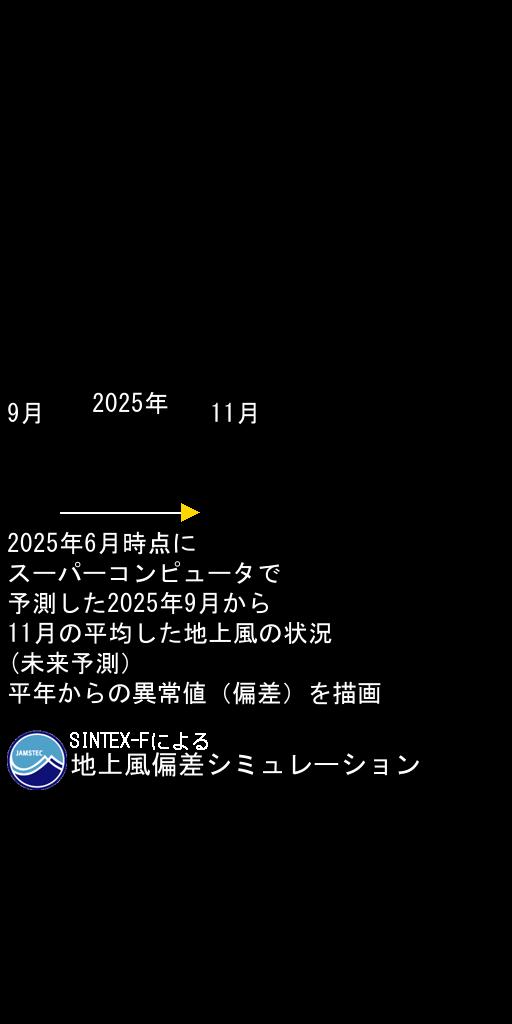 2025年
9月 11月
2025年6月時点に
スーパーコンピュータで
予測した2025年9月から
11月の平均した地上風の状況
(未来予測)
平年からの異常値(偏差)を描画
SINTEX-Fによる
JAMSTEC
地上風偏差シミュレーション